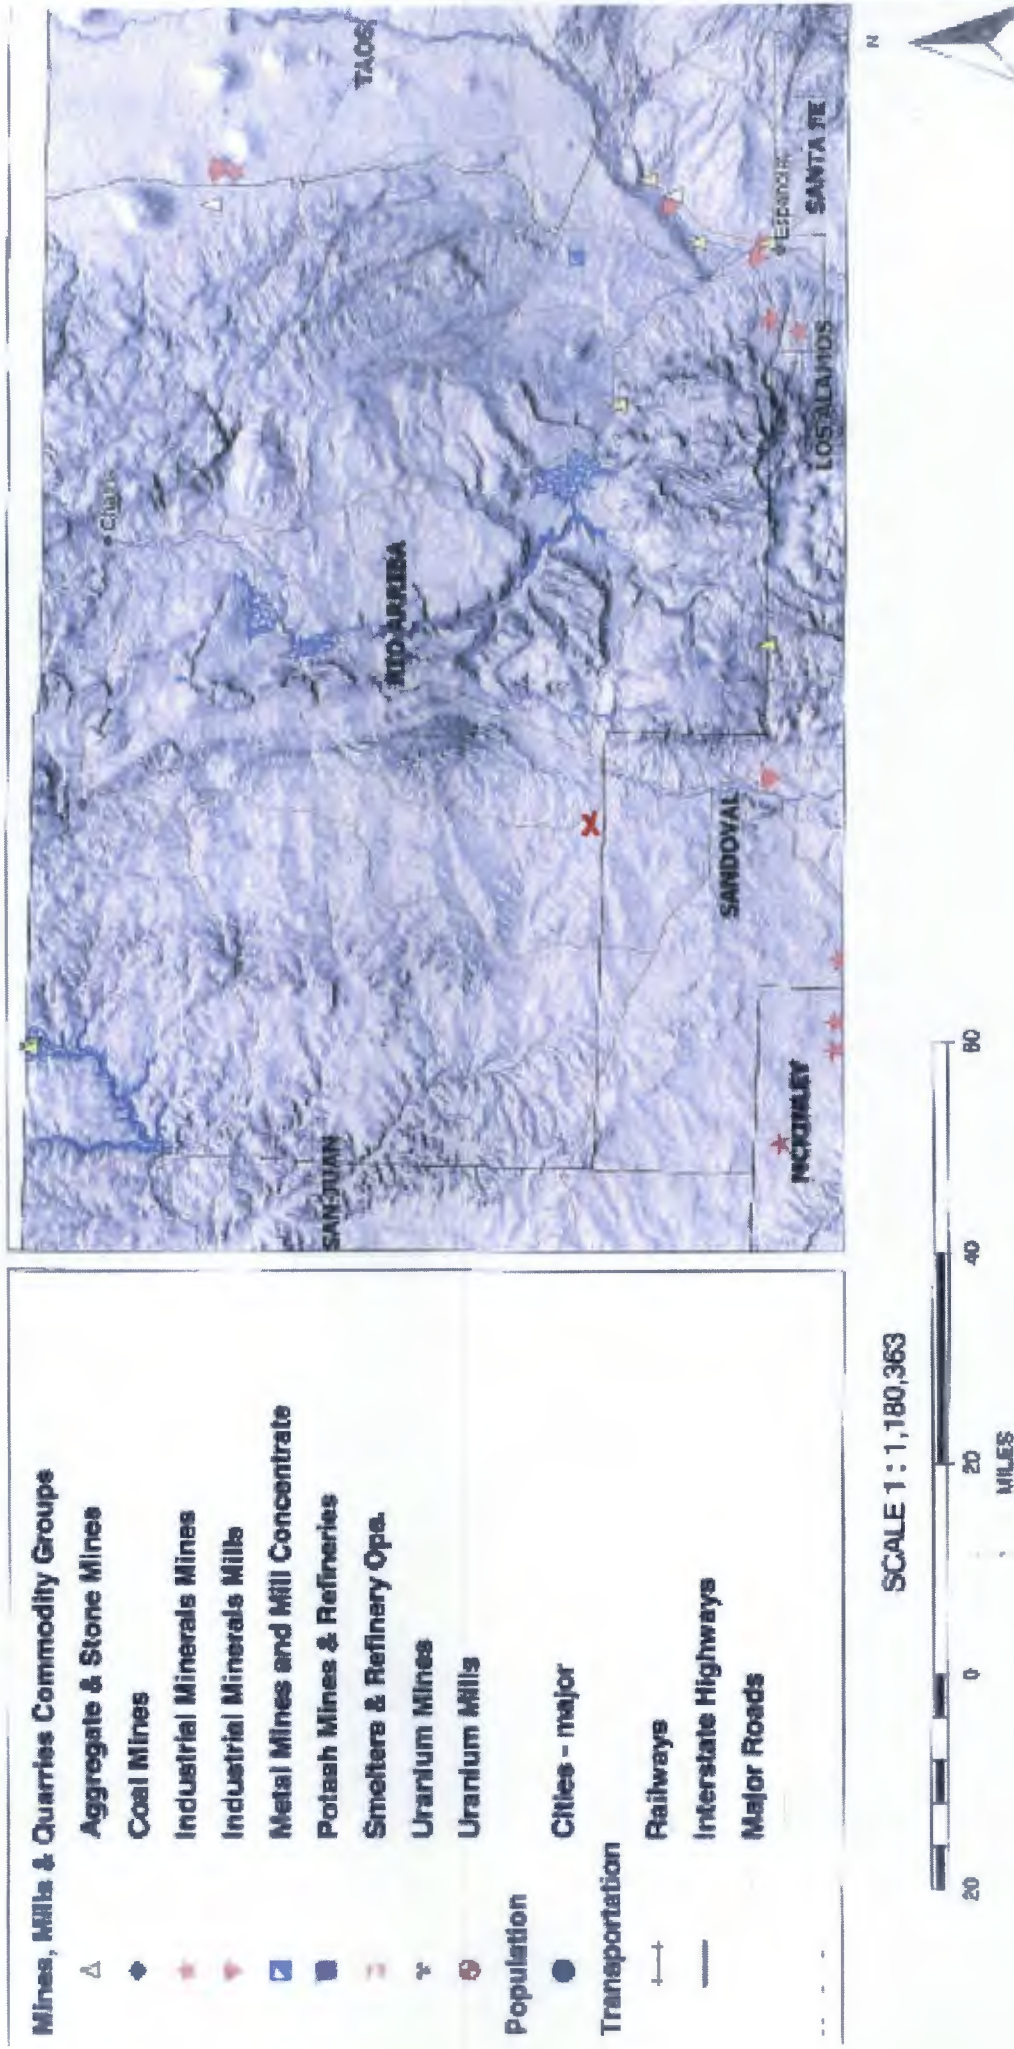 Mines, Mills & Quarries Commodity Groups
Aggregate & Stone Mines
Coal Mines
Industrial Minerals Mines
Industrial Minerals Mills
Metal Mines and Mill Concentrate
Potash Mines & Refineries
Smelters & Refinery Ops.
Uranium Mines
Uranium Mills
Population
Cities - major
Transportation
Railways
Interstate Highways
Major Roads
SAN JUAN
RIO ARRIBA
TAOS
Chama
MCKINLEY
SANDOVAL
LOS ALAMOS
Espanola
SANTA FE
X
N
SCALE 1 : 1,180,363
20
0
20
40
60
MILES